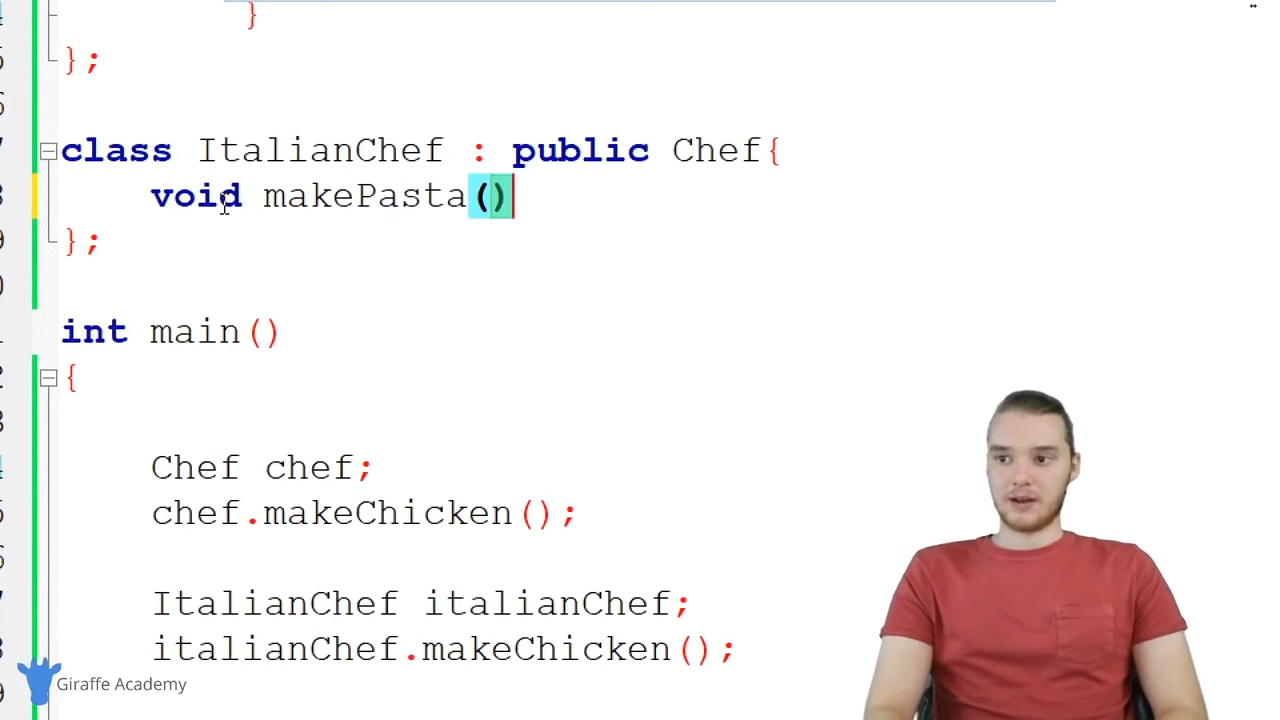 }
};
class ItalianChef : public Chef{
void makePasta()
};
int main()
{
Chef chef;
chef.makeChicken();
ItalianChef italianChef;
italianChef.makeChicken();
Giraffe Academy